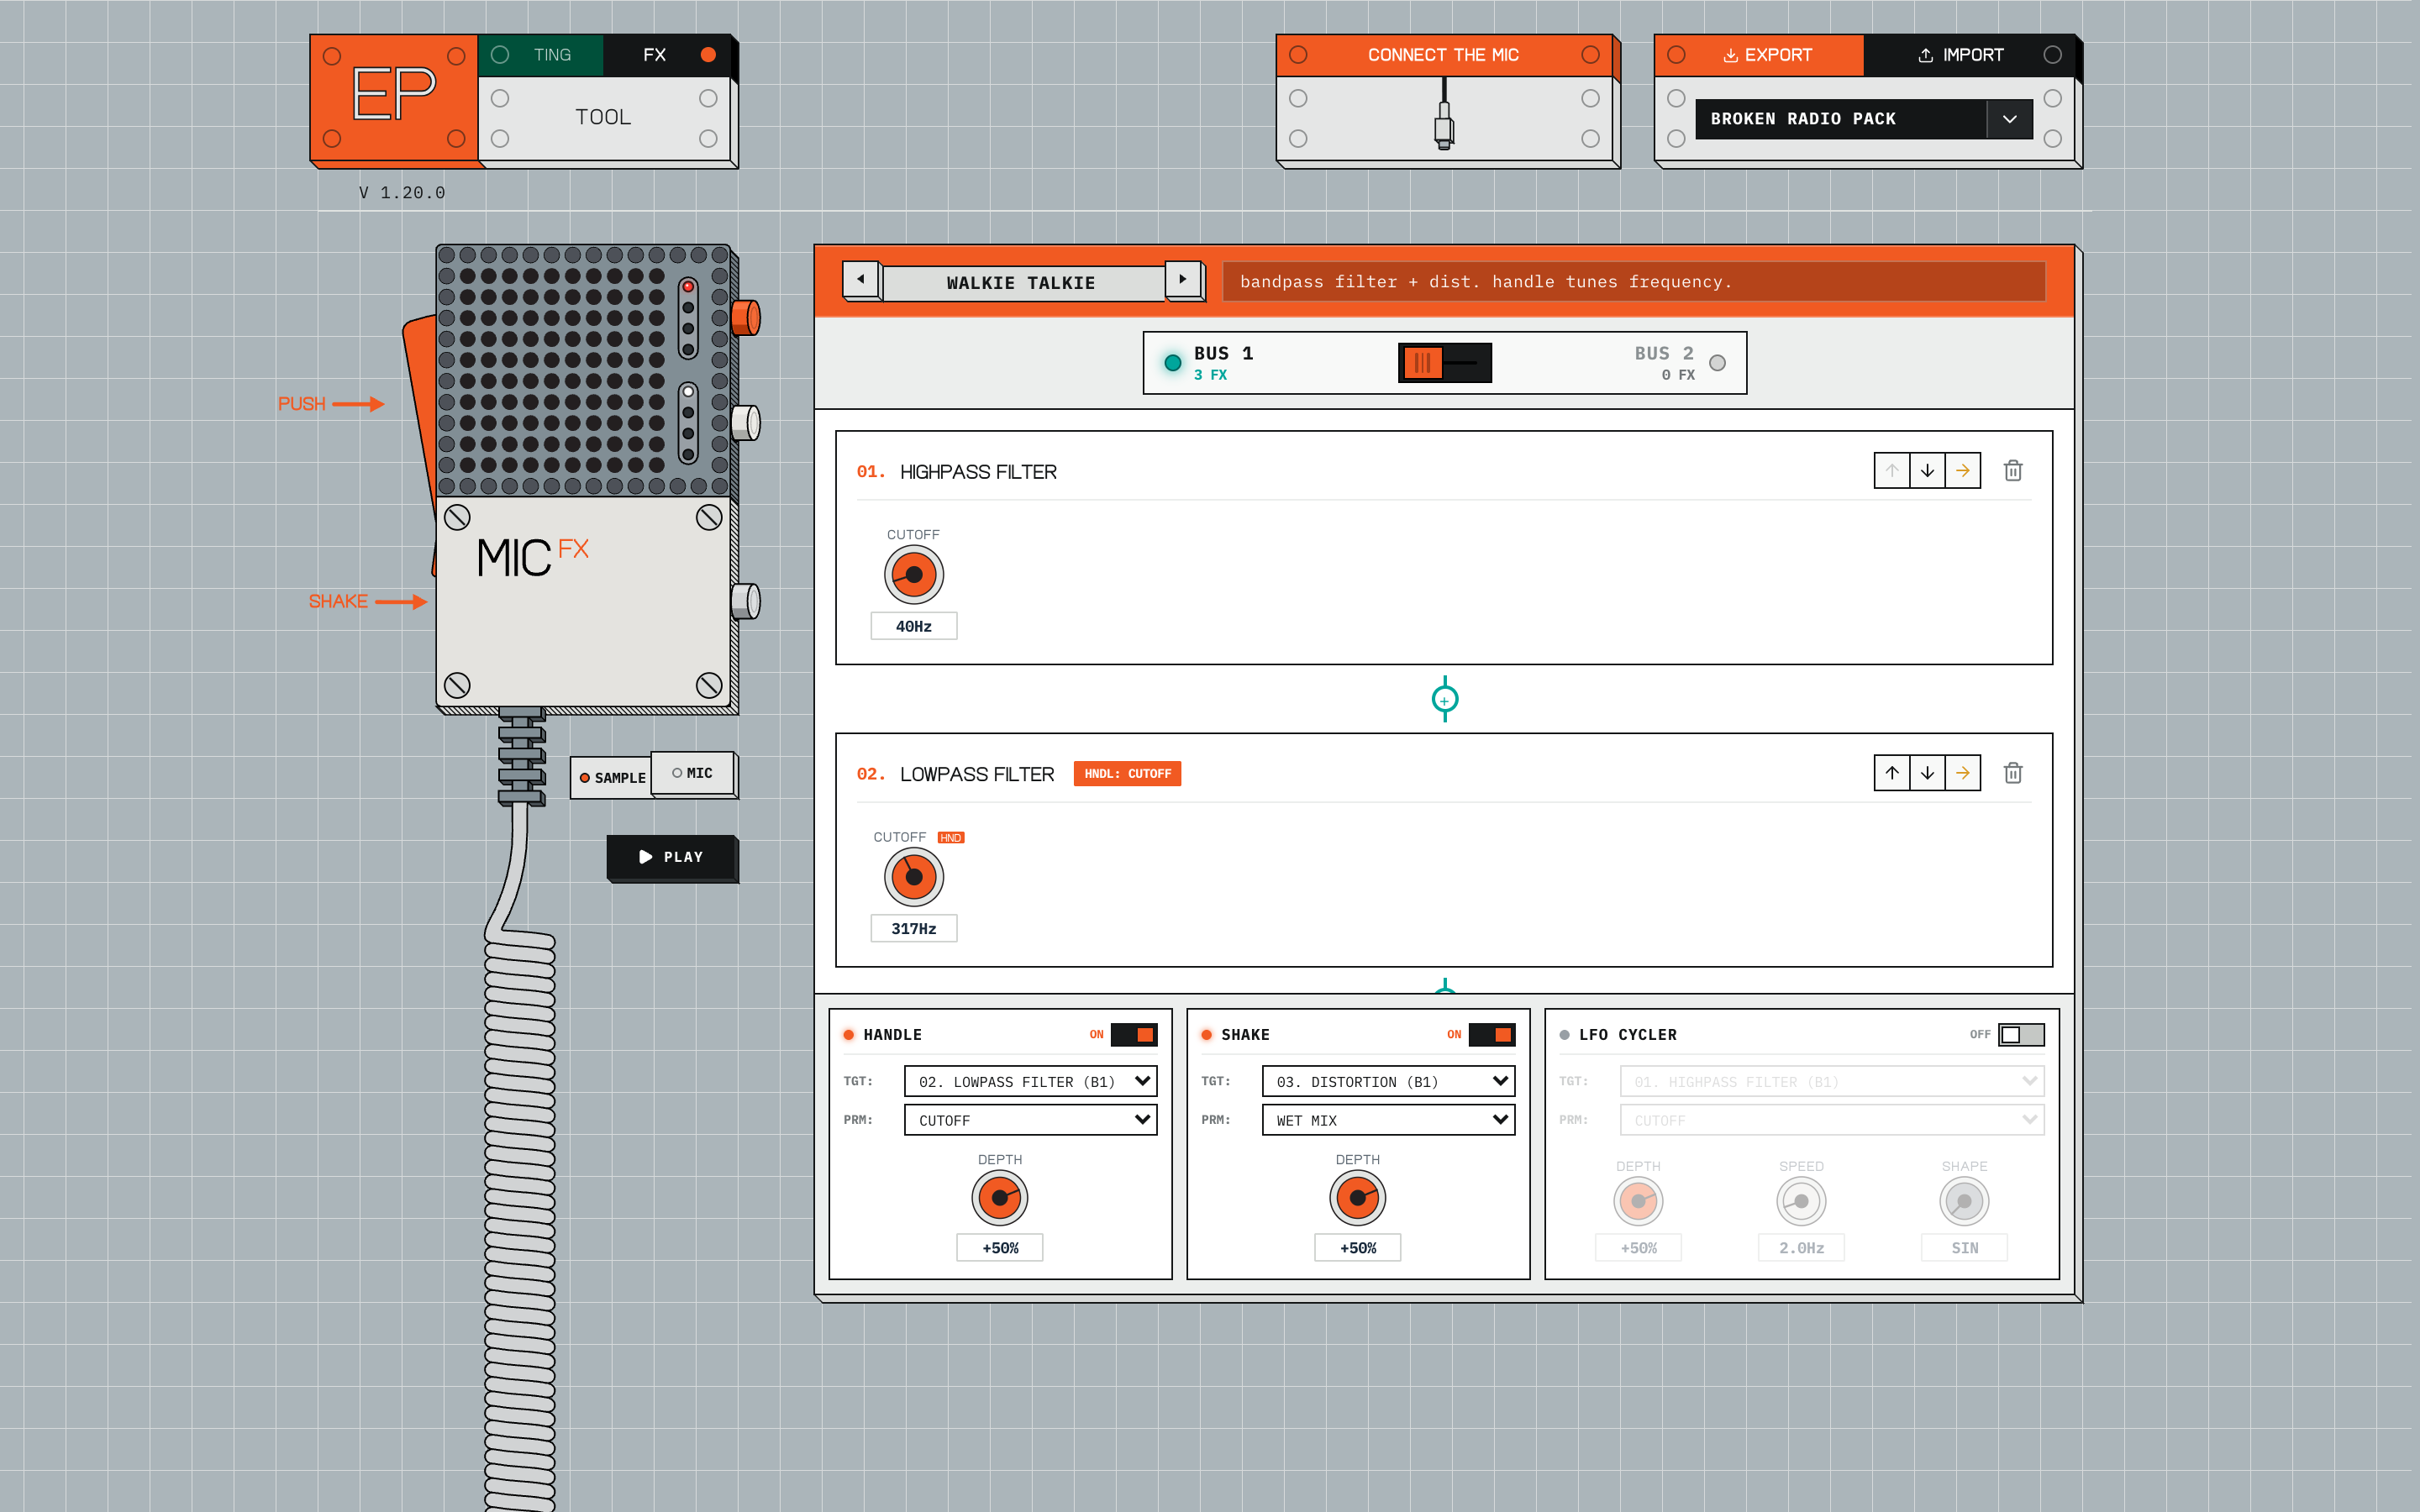 EP
TING
FX
TOOL
V 1.20.0
CONNECT THE MIC
EXPORT
IMPORT
BROKEN RADIO PACK
PUSH
SHAKE
MIC FX
SAMPLE
MIC
PLAY
WALKIE TALKIE
bandpass filter + dist. handle tunes frequency.
BUS 1
3 FX
BUS 2
0 FX
01. HIGHPASS FILTER
CUTOFF
40Hz
+
02. LOWPASS FILTER
HNDL: CUTOFF
CUTOFF HND
317Hz
HANDLE
ON
TGT: 02. LOWPASS FILTER (B1)
PRM: CUTOFF
DEPTH
+50%
SHAKE
ON
TGT: 03. DISTORTION (B1)
PRM: WET MIX
DEPTH
+50%
LFO CYCLER
OFF
TGT: 01. HIGHPASS FILTER (B1)
PRM: CUTOFF
DEPTH
SPEED
SHAPE
+50%
2.0Hz
SIN